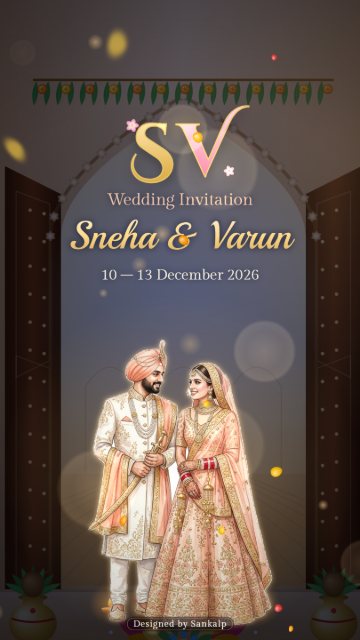 SV
Wedding Invitation
Sneha & Varun
10 — 13 December 2026
Designed by Sankalp